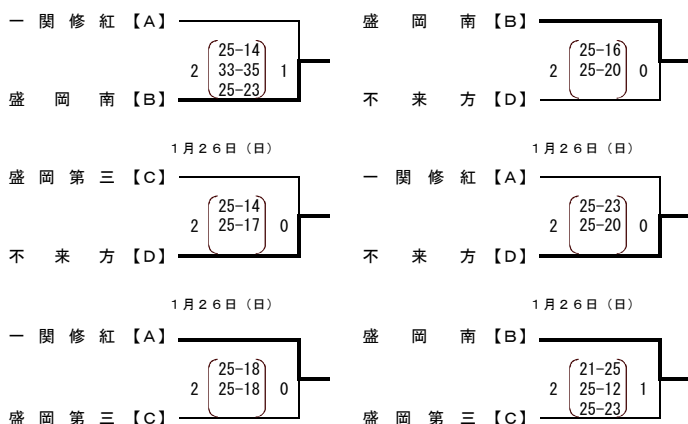 一関修紅【A】
2 25-14 1
33-35
25-23
盛岡南【B】
盛岡南【B】
2 25-16 0
25-20
不来方【D】
1月26日（日）
1月26日（日）
盛岡第三【C】
2 25-14 0
25-17
不来方【D】
一関修紅【A】
2 25-23 0
25-20
不来方【D】
1月26日（日）
1月26日（日）
一関修紅【A】
2 25-18 0
25-18
盛岡第三【C】
盛岡南【B】
2 21-25 1
25-12
25-23
盛岡第三【C】